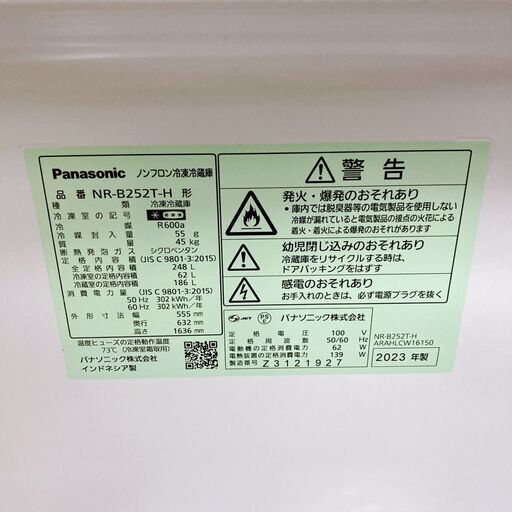 Panasonic ノンフロン冷凍冷蔵庫
品番 NR-B252T-H 形
種類 冷凍冷蔵庫
冷凍室の記号
冷媒 R600a
冷媒封入量 55 g
質量 45 kg
断熱発泡ガス シクロペンタン
定格内容積 (JIS C 9801-3:2015)
全定格内容積 248 L
冷凍室の定格内容積 62 L
冷蔵室の定格内容積 186 L
消費電力量 (JIS C 9801-3:2015)
50 Hz 302 kWh/年
60 Hz 302 kWh/年
外形寸法 幅 555 mm
奥行 632 mm
高さ 1636 mm
温度ヒューズの定格動作温度
73℃（冷凍室霜取用）
パナソニック株式会社
インドネシア製
警告
発火・爆発のおそれあり
・庫内では脱臭器等の電気製品を使用しない
冷媒が漏れていると電気製品の接点の火花による
着火・着火による爆発のおそれあり
幼児閉じ込みのおそれあり
冷蔵庫をリサイクルする時は、
ドアパッキングをはずす
感電のおそれあり
お手入れのときは、必ず電源プラグを抜く
JET PS E パナソニック株式会社
定格電圧 100 V
定格周波数 50/60 Hz
電動機の定格消費電力 62 W
電熱装置の定格消費電力 139 W
製造番号 Z3121927
NR-B252T-H
ARAHLCW16150
2023 年製